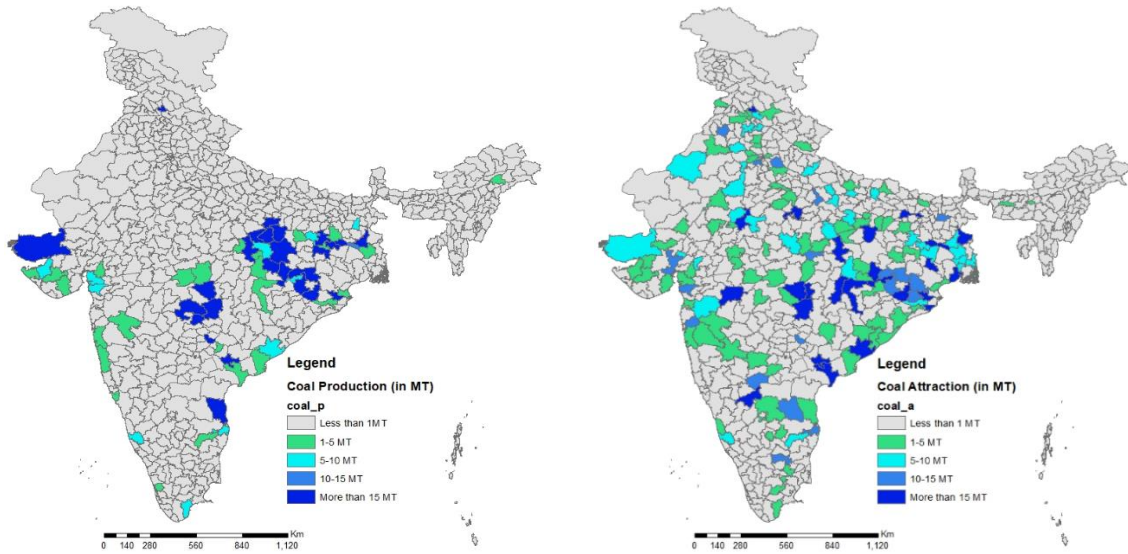 Legend
Coal Production (in MT)
coal_p
Less than 1MT
1-5 MT
5-10 MT
10-15 MT
More than 15 MT
Km
0 140 280 560 840 1,120
Legend
Coal Attraction (in MT)
coal_a
Less than 1 MT
1-5 MT
5-10 MT
10-15 MT
More than 15 MT
Km
0 140 280 560 840 1,120